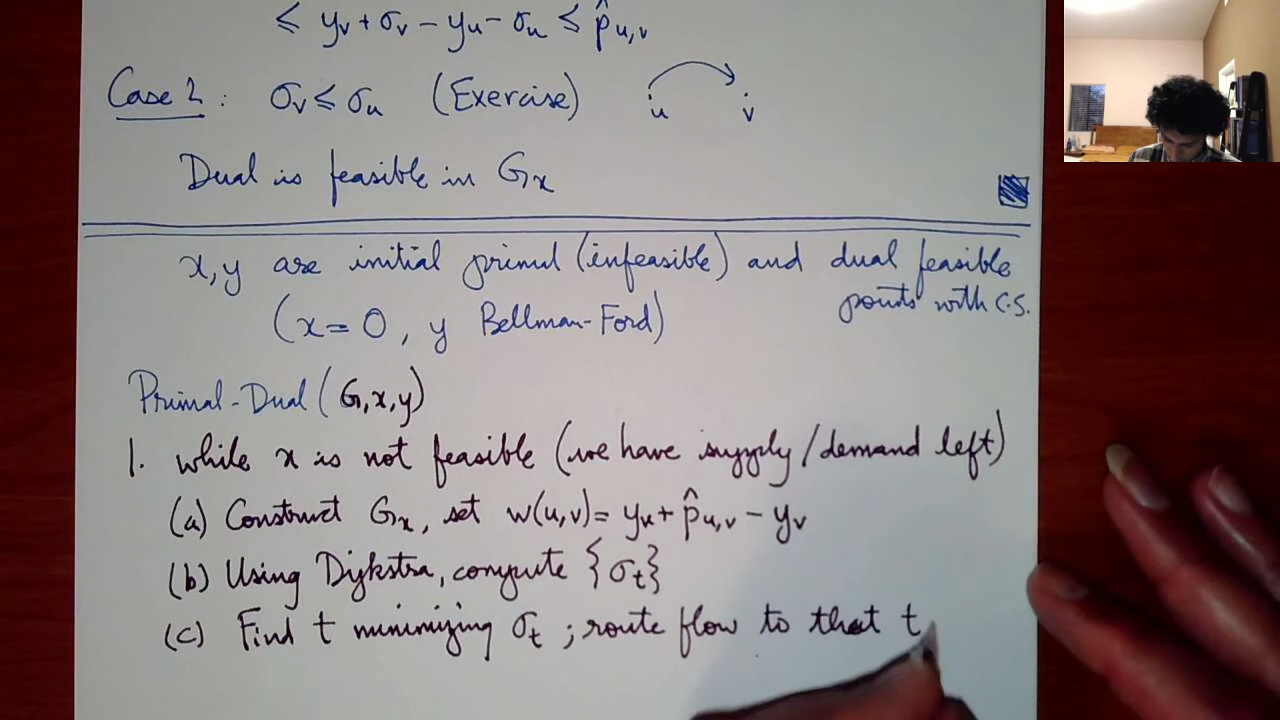 ≤ y_v + σ_v − y_u − σ_u ≤ p̂_{u,v}
Case 2: σ_v ≤ σ_u (Exercise) u v
Dual is feasible in G_x
x, y are initial primal (infeasible) and dual feasible
points with C.S.
(x = 0, y Bellman-Ford)
Primal-Dual (G, x, y)
1. while x is not feasible (we have supply/demand left)
(a) Construct G_x, set w(u,v) = y_u + p̂_{u,v} − y_v
(b) Using Dijkstra, compute {σ_t}
(c) Find t minimizing σ_t ; route flow to that t